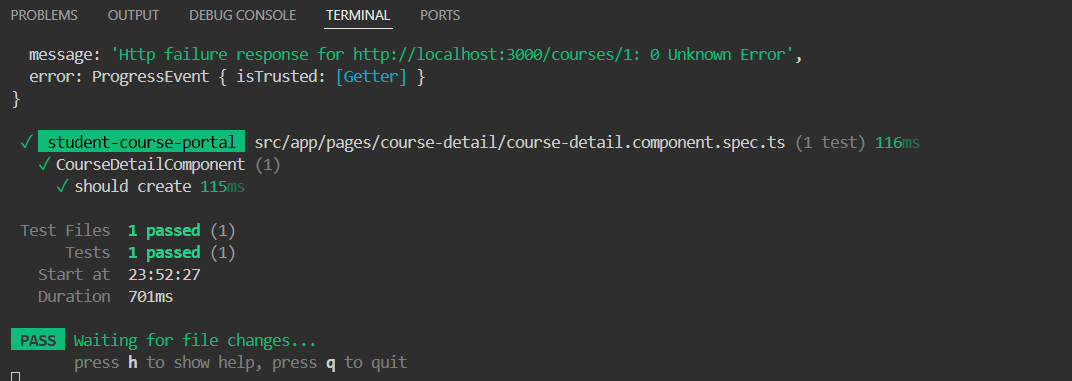 PROBLEMS OUTPUT DEBUG CONSOLE TERMINAL PORTS
message: 'Http failure response for http://localhost:3000/courses/1: 0 Unknown Error',
error: ProgressEvent { isTrusted: [Getter] }
}
✓ student-course-portal src/app/pages/course-detail/course-detail.component.spec.ts (1 test) 116ms
✓ CourseDetailComponent (1)
✓ should create 115ms
Test Files 1 passed (1)
Tests 1 passed (1)
Start at 23:52:27
Duration 701ms
PASS Waiting for file changes...
press h to show help, press q to quit